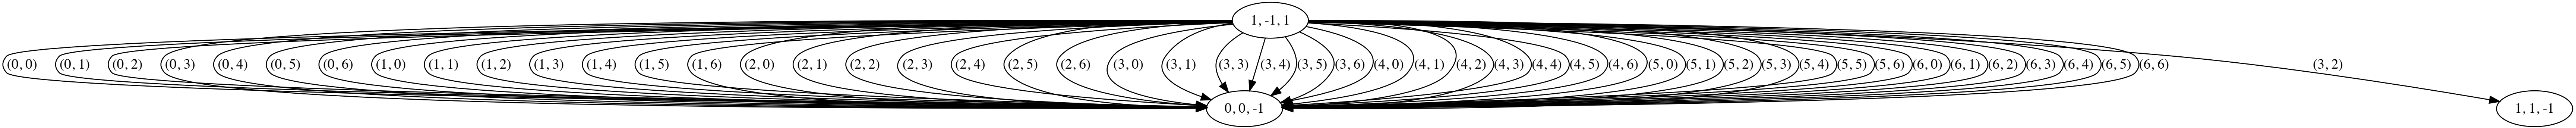 1, -1, 1
(0, 0) (0, 1) (0, 2) (0, 3) (0, 4) (0, 5) (0, 6) (1, 0) (1, 1) (1, 2) (1, 3) (1, 4) (1, 5) (1, 6) (2, 0) (2, 1) (2, 2) (2, 3) (2, 4) (2, 5) (2, 6) (3, 0) (3, 1) (3, 3) (3, 4) (3, 5) (3, 6) (4, 0) (4, 1) (4, 2) (4, 3) (4, 4) (4, 5) (4, 6) (5, 0) (5, 1) (5, 2) (5, 3) (5, 4) (5, 5) (5, 6) (6, 0) (6, 1) (6, 2) (6, 3) (6, 4) (6, 5) (6, 6) (3, 2)
0, 0, -1 1, 1, -1